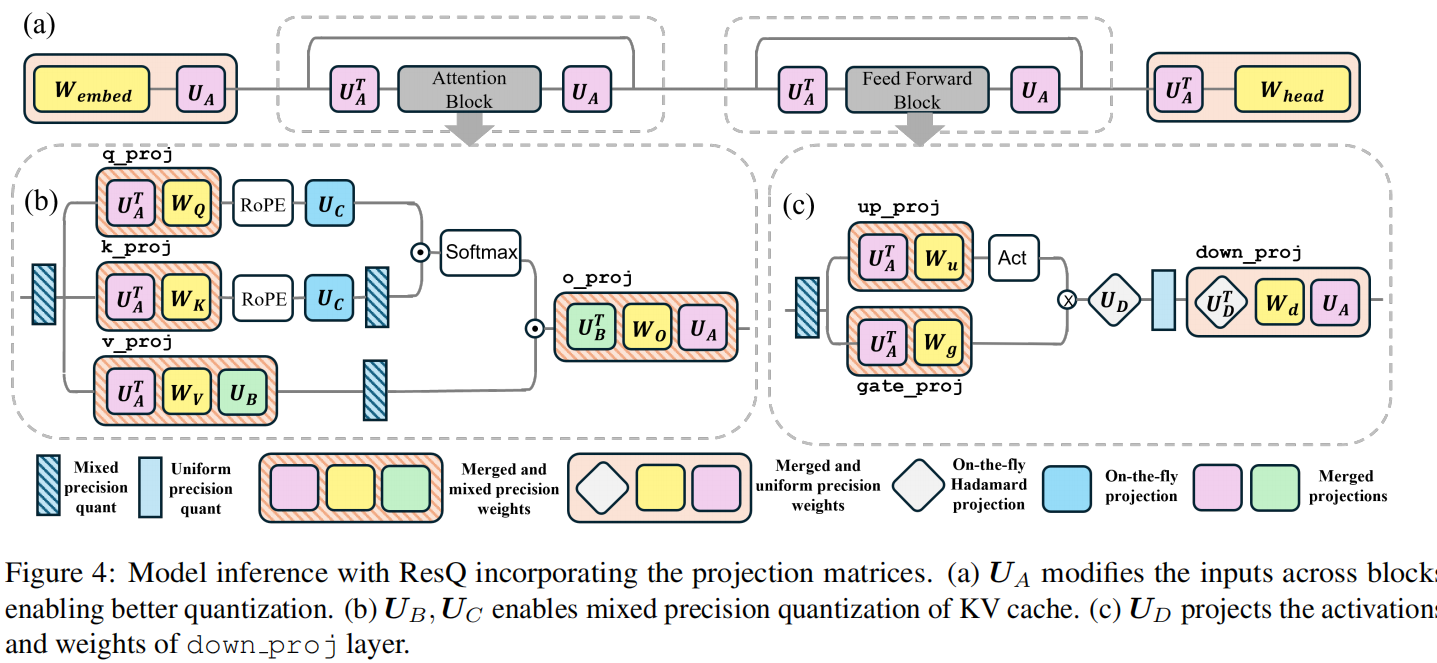 (a)
W_embed U_A U_A^T Attention Block U_A U_A^T Feed Forward Block U_A U_A^T W_head
(b)
q_proj
U_A^T W_Q RoPE U_C
k_proj
U_A^T W_K RoPE U_C
v_proj
U_A^T W_V U_B
Softmax
o_proj
U_B^T W_O U_A
(c)
up_proj
U_A^T W_u Act
U_A^T W_g
gate_proj
U_D
down_proj
U_D^T W_d U_A
Mixed precision quant
Uniform precision quant
Merged and mixed precision weights
Merged and uniform precision weights
On-the-fly Hadamard projection
On-the-fly projection
Merged projections
Figure 4: Model inference with ResQ incorporating the projection matrices. (a) U_A modifies the inputs across blocks
enabling better quantization. (b) U_B, U_C enables mixed precision quantization of KV cache. (c) U_D projects the activations
and weights of down_proj layer.